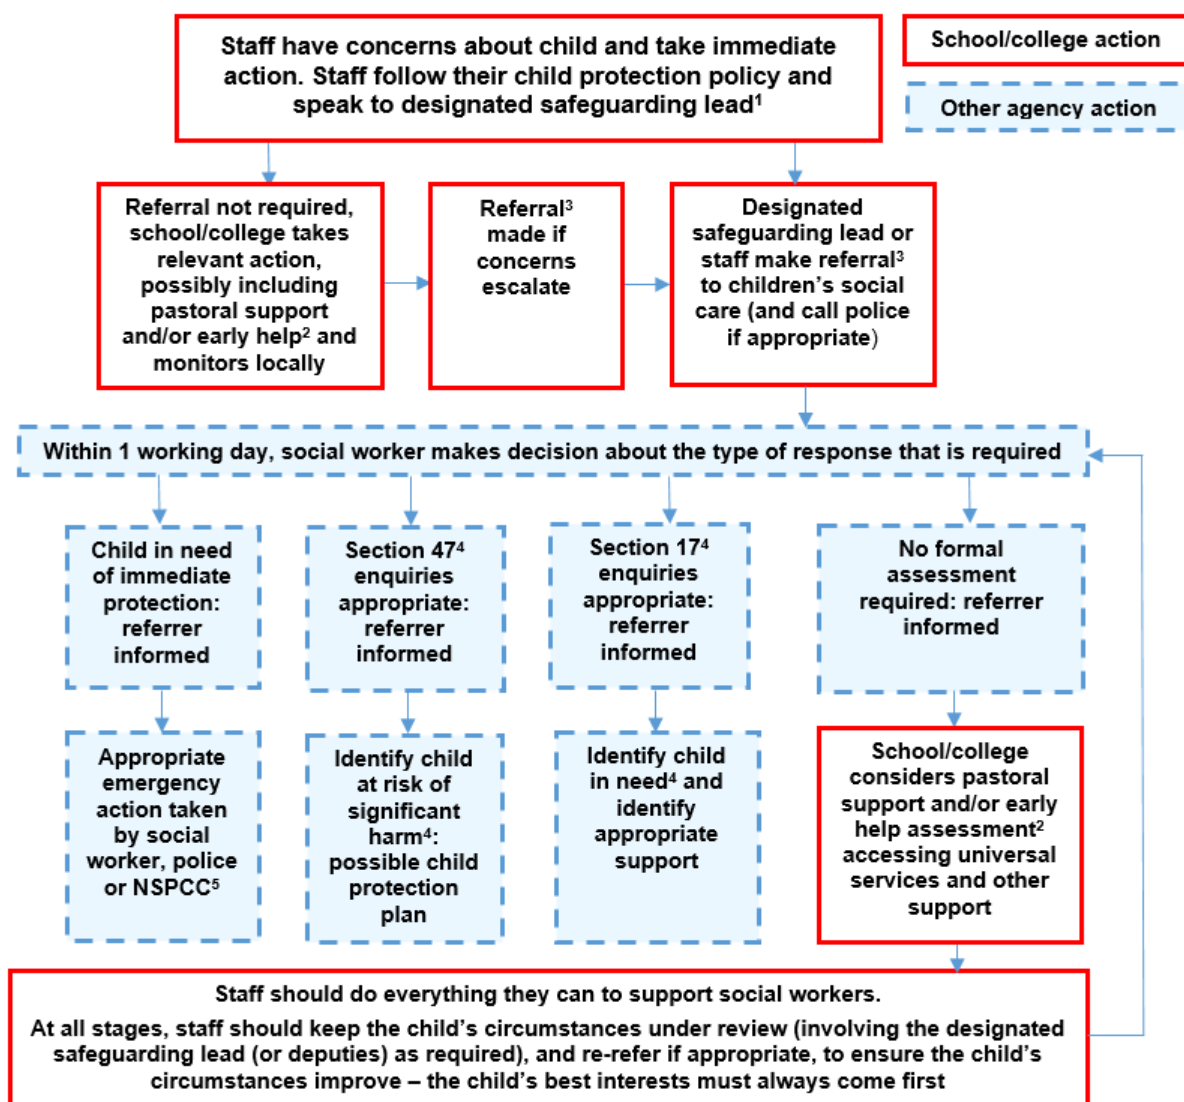 Staff have concerns about child and take immediate
action. Staff follow their child protection policy and
speak to designated safeguarding lead¹
School/college action
Other agency action
Referral not required,
school/college takes
relevant action,
possibly including
pastoral support
and/or early help² and
monitors locally
Referral³
made if
concerns
escalate
Designated
safeguarding lead or
staff make referral³
to children's social
care (and call police
if appropriate)
Within 1 working day, social worker makes decision about the type of response that is required
Child in need
of immediate
protection:
referrer
informed
Section 47⁴
enquiries
appropriate:
referrer
informed
Section 17⁴
enquiries
appropriate:
referrer
informed
No formal
assessment
required: referrer
informed
Appropriate
emergency
action taken
by social
worker, police
or NSPCC⁵
Identify child
at risk of
significant
harm⁴:
possible child
protection
plan
Identify child
in need⁴ and
identify
appropriate
support
School/college
considers pastoral
support and/or early
help assessment²
accessing universal
services and other
support
Staff should do everything they can to support social workers.
At all stages, staff should keep the child's circumstances under review (involving the designated
safeguarding lead (or deputies) as required), and re-refer if appropriate, to ensure the child's
circumstances improve – the child's best interests must always come first